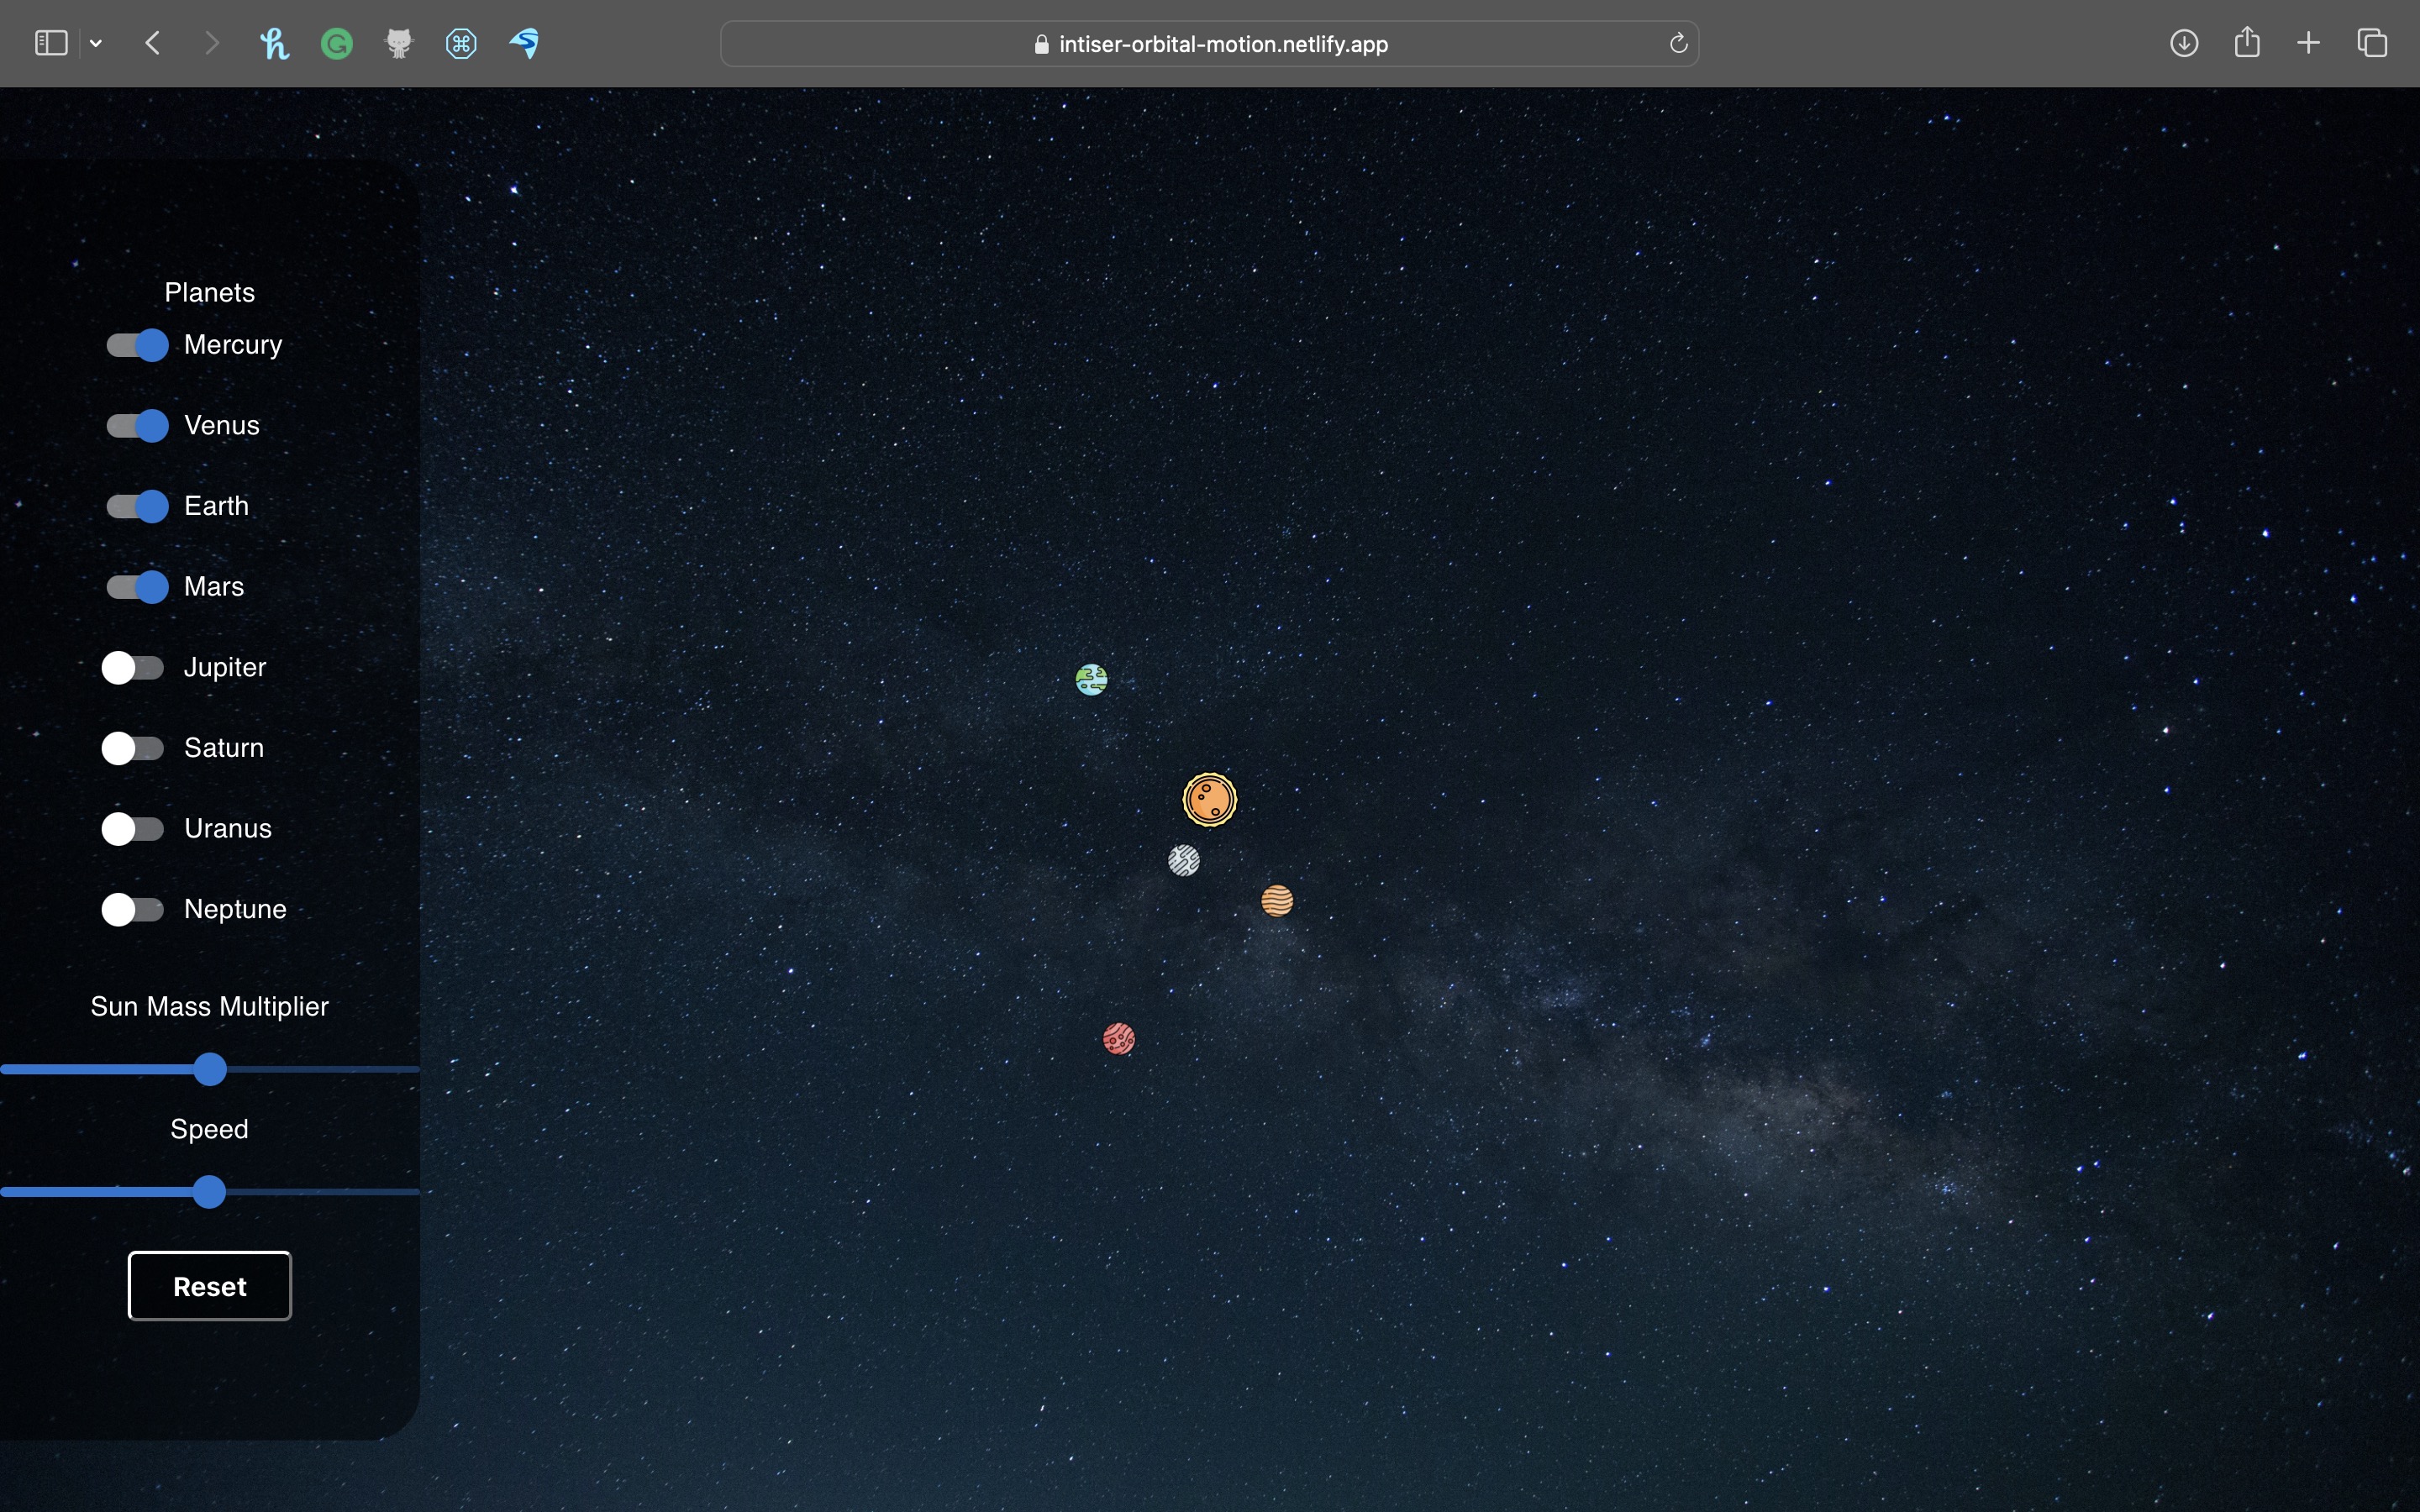 intiser-orbital-motion.netlify.app
Planets
Mercury
Venus
Earth
Mars
Jupiter
Saturn
Uranus
Neptune
Sun Mass Multiplier
Speed
Reset